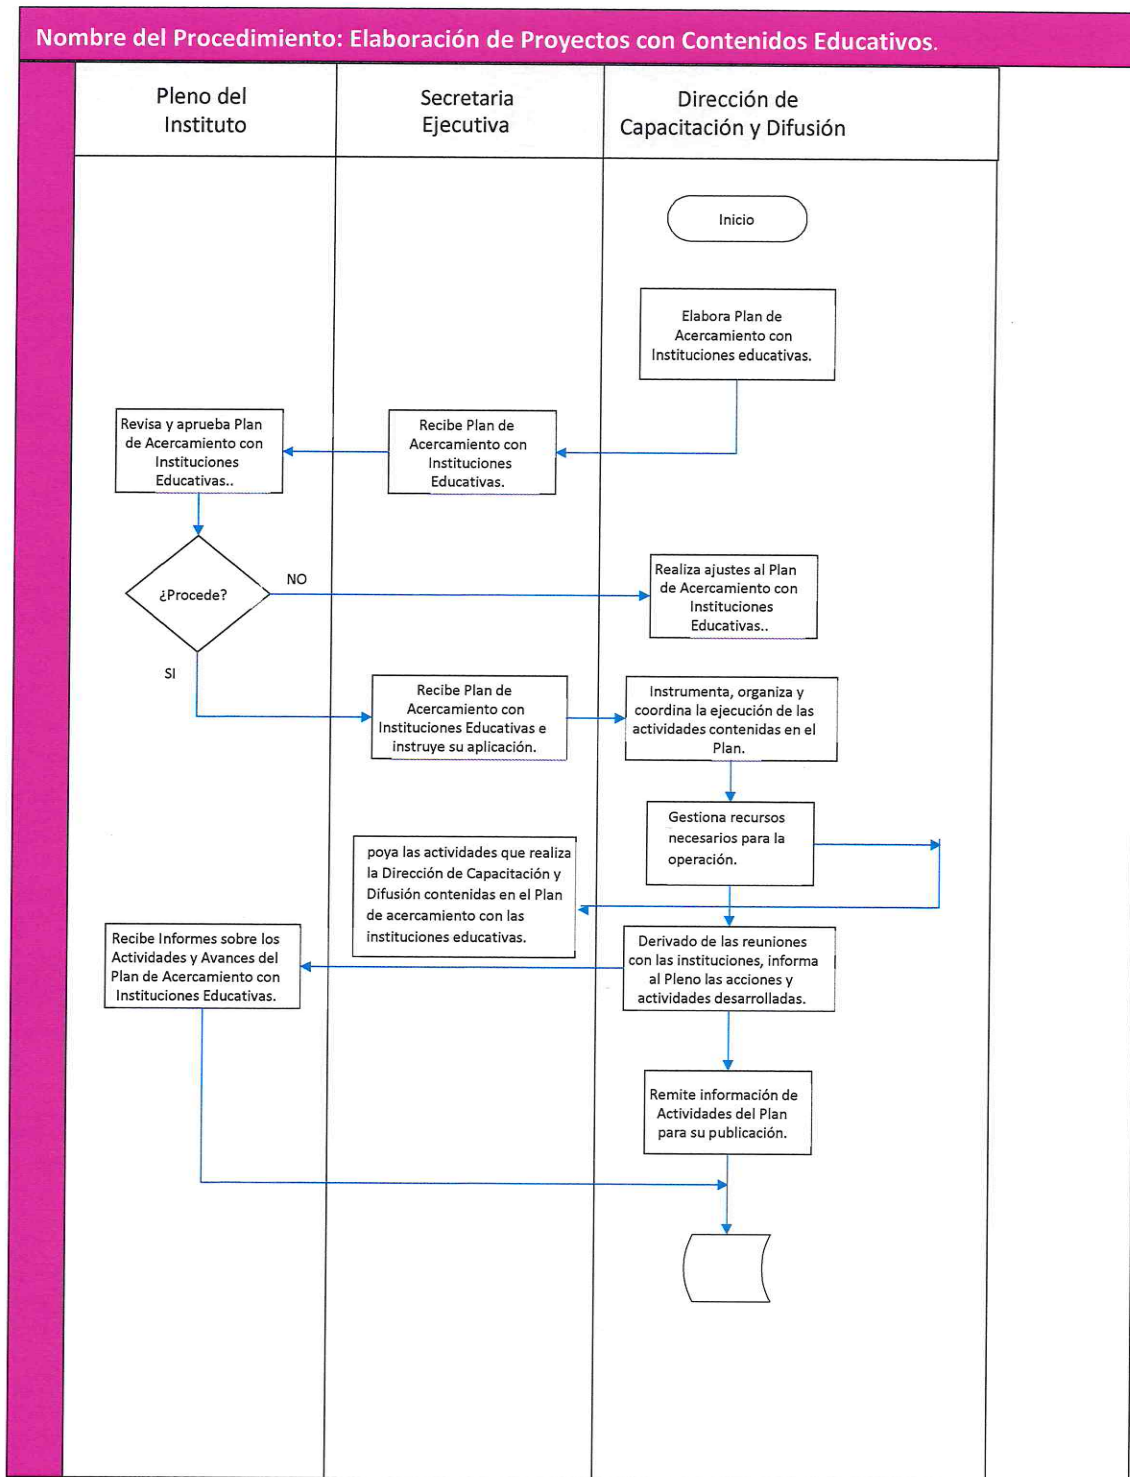 Nombre del Procedimiento: Elaboración de Proyectos con Contenidos Educativos.
Pleno del
Instituto
Secretaria
Ejecutiva
Dirección de
Capacitación y Difusión
Inicio
Elabora Plan de
Acercamiento con
Instituciones educativas.
Revisa y aprueba Plan
de Acercamiento con
Instituciones
Educativas..
Recibe Plan de
Acercamiento con
Instituciones
Educativas.
¿Procede?
NO
Realiza ajustes al Plan
de Acercamiento con
Instituciones
Educativas..
SI
Recibe Plan de
Acercamiento con
Instituciones Educativas e
instruye su aplicación.
Instrumenta, organiza y
coordina la ejecución de las
actividades contenidas en el
Plan.
Gestiona recursos
necesarios para la
operación.
poya las actividades que realiza
la Dirección de Capacitación y
Difusión contenidas en el Plan
de acercamiento con las
instituciones educativas.
Recibe Informes sobre los
Actividades y Avances del
Plan de Acercamiento con
Instituciones Educativas.
Derivado de las reuniones
con las instituciones, informa
al Pleno las acciones y
actividades desarrolladas.
Remite información de
Actividades del Plan
para su publicación.